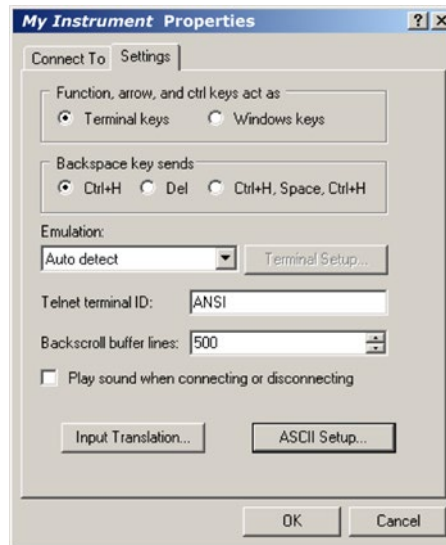 My Instrument Properties ? X
Connect To Settings
Function, arrow, and ctrl keys act as
Terminal keys Windows keys
Backspace key sends
Ctrl+H Del Ctrl+H, Space, Ctrl+H
Emulation:
Auto detect Terminal Setup...
Telnet terminal ID: ANSI
Backscroll buffer lines: 500
Play sound when connecting or disconnecting
Input Translation... ASCII Setup...
OK Cancel